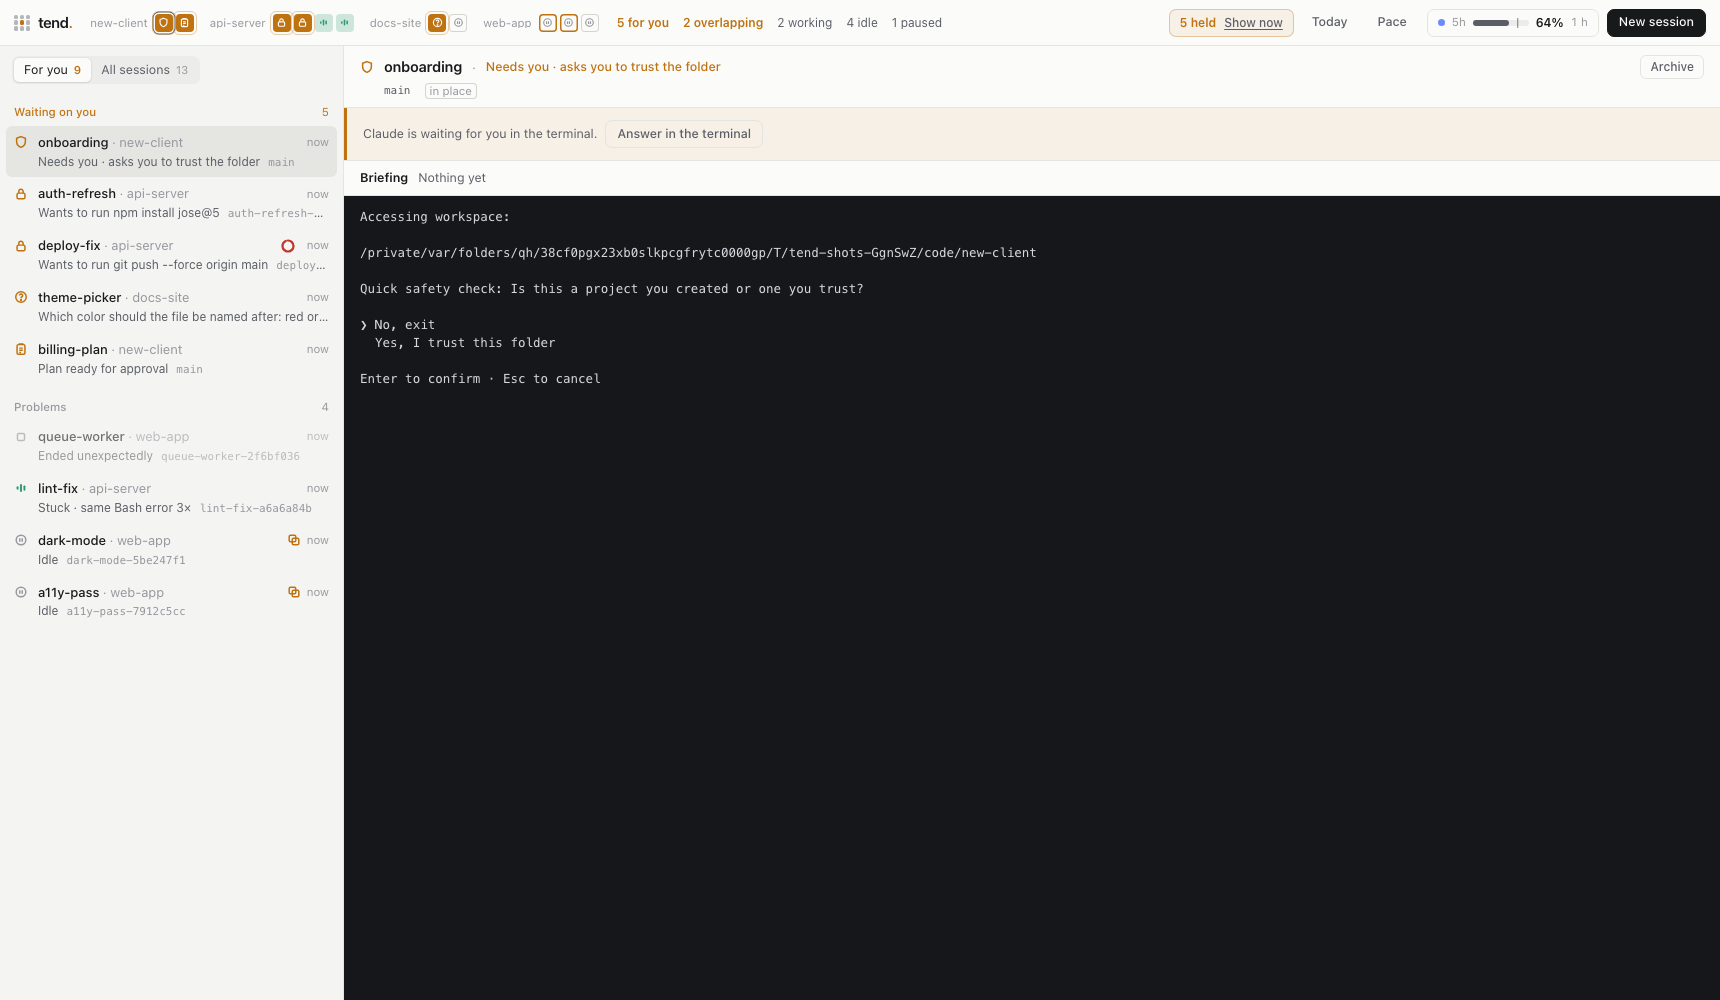 tend. new-client api-server docs-site web-app 5 for you 2 overlapping 2 working 4 idle 1 paused 5 held Show now Today Pace 5h 64% 1 h New session
For you 9 All sessions 13
Waiting on you 5
onboarding · new-client now
Needs you · asks you to trust the folder main
auth-refresh · api-server now
Wants to run npm install jose@5 auth-refresh-…
deploy-fix · api-server now
Wants to run git push --force origin main deploy…
theme-picker · docs-site now
Which color should the file be named after: red or…
billing-plan · new-client now
Plan ready for approval main
Problems 4
queue-worker · web-app now
Ended unexpectedly queue-worker-2f6bf036
lint-fix · api-server now
Stuck · same Bash error 3× lint-fix-a6a6a84b
dark-mode · web-app now
Idle dark-mode-5be247f1
a11y-pass · web-app now
Idle a11y-pass-7912c5cc
onboarding · Needs you · asks you to trust the folder Archive
main in place
Claude is waiting for you in the terminal. Answer in the terminal
Briefing Nothing yet
Accessing workspace:
/private/var/folders/qh/38cf0pgx23xb0slkpcgfrytc0000gp/T/tend-shots-GgnSwZ/code/new-client
Quick safety check: Is this a project you created or one you trust?
❯ No, exit
Yes, I trust this folder
Enter to confirm · Esc to cancel